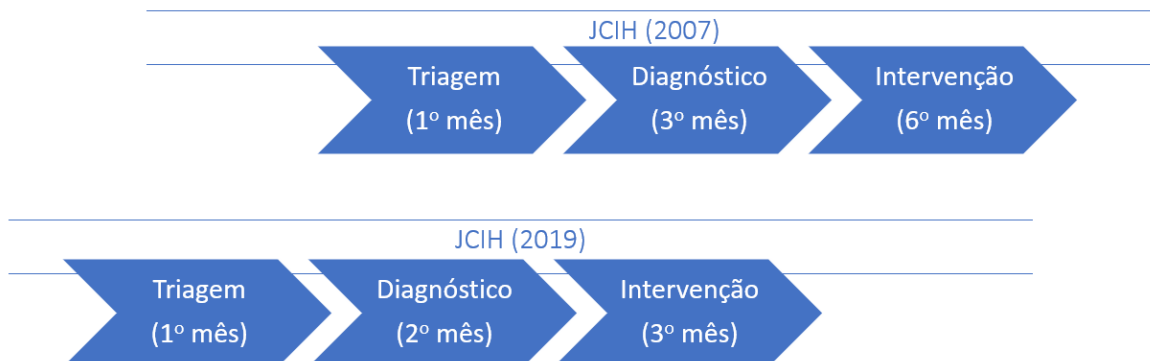 JCIH (2007)
Triagem
(1º mês)
Diagnóstico
(3º mês)
Intervenção
(6º mês)
JCIH (2019)
Triagem
(1º mês)
Diagnóstico
(2º mês)
Intervenção
(3º mês)